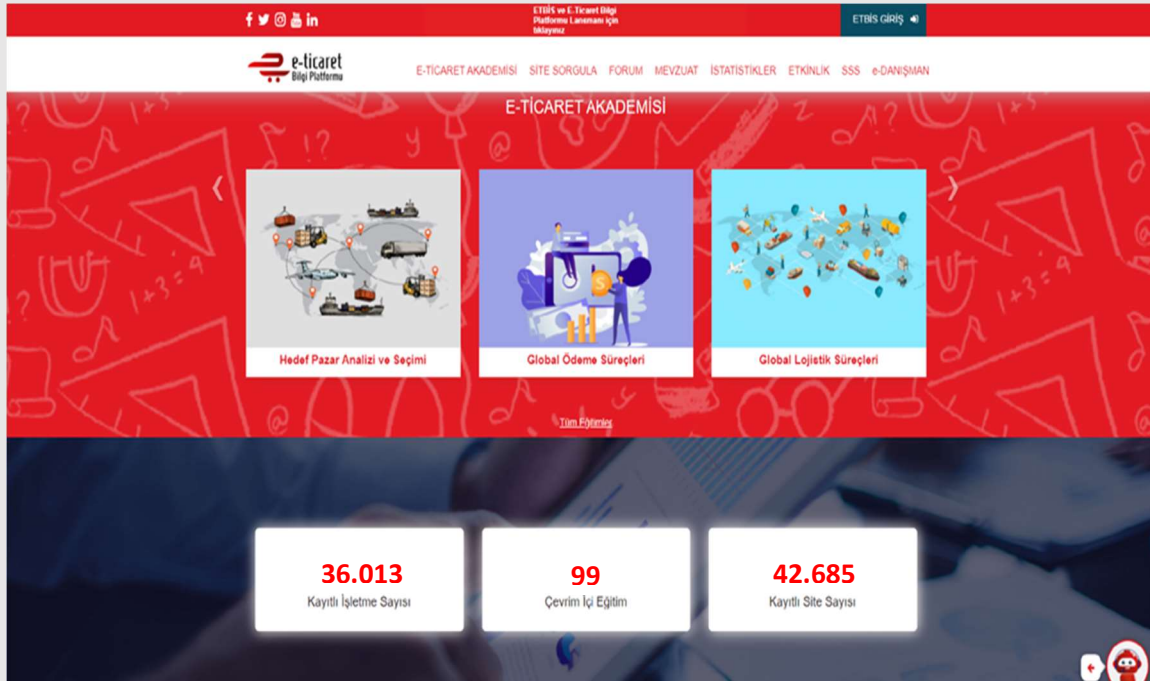 ETBİS ve E.Ticaret Bilgi
Platformu Lansmanı için
tıklayınız
ETBİS GİRİŞ
e-ticaret
Bilgi Platformu
E-TİCARET AKADEMİSİ SİTE SORGULA FORUM MEVZUAT İSTATİSTİKLER ETKİNLİK SSS e-DANIŞMAN
E-TİCARET AKADEMİSİ
Hedef Pazar Analizi ve Seçimi
Global Ödeme Süreçleri
Global Lojistik Süreçleri
Tüm Eğitimler
36.013
Kayıtlı İşletme Sayısı
99
Çevrim İçi Eğitim
42.685
Kayıtlı Site Sayısı